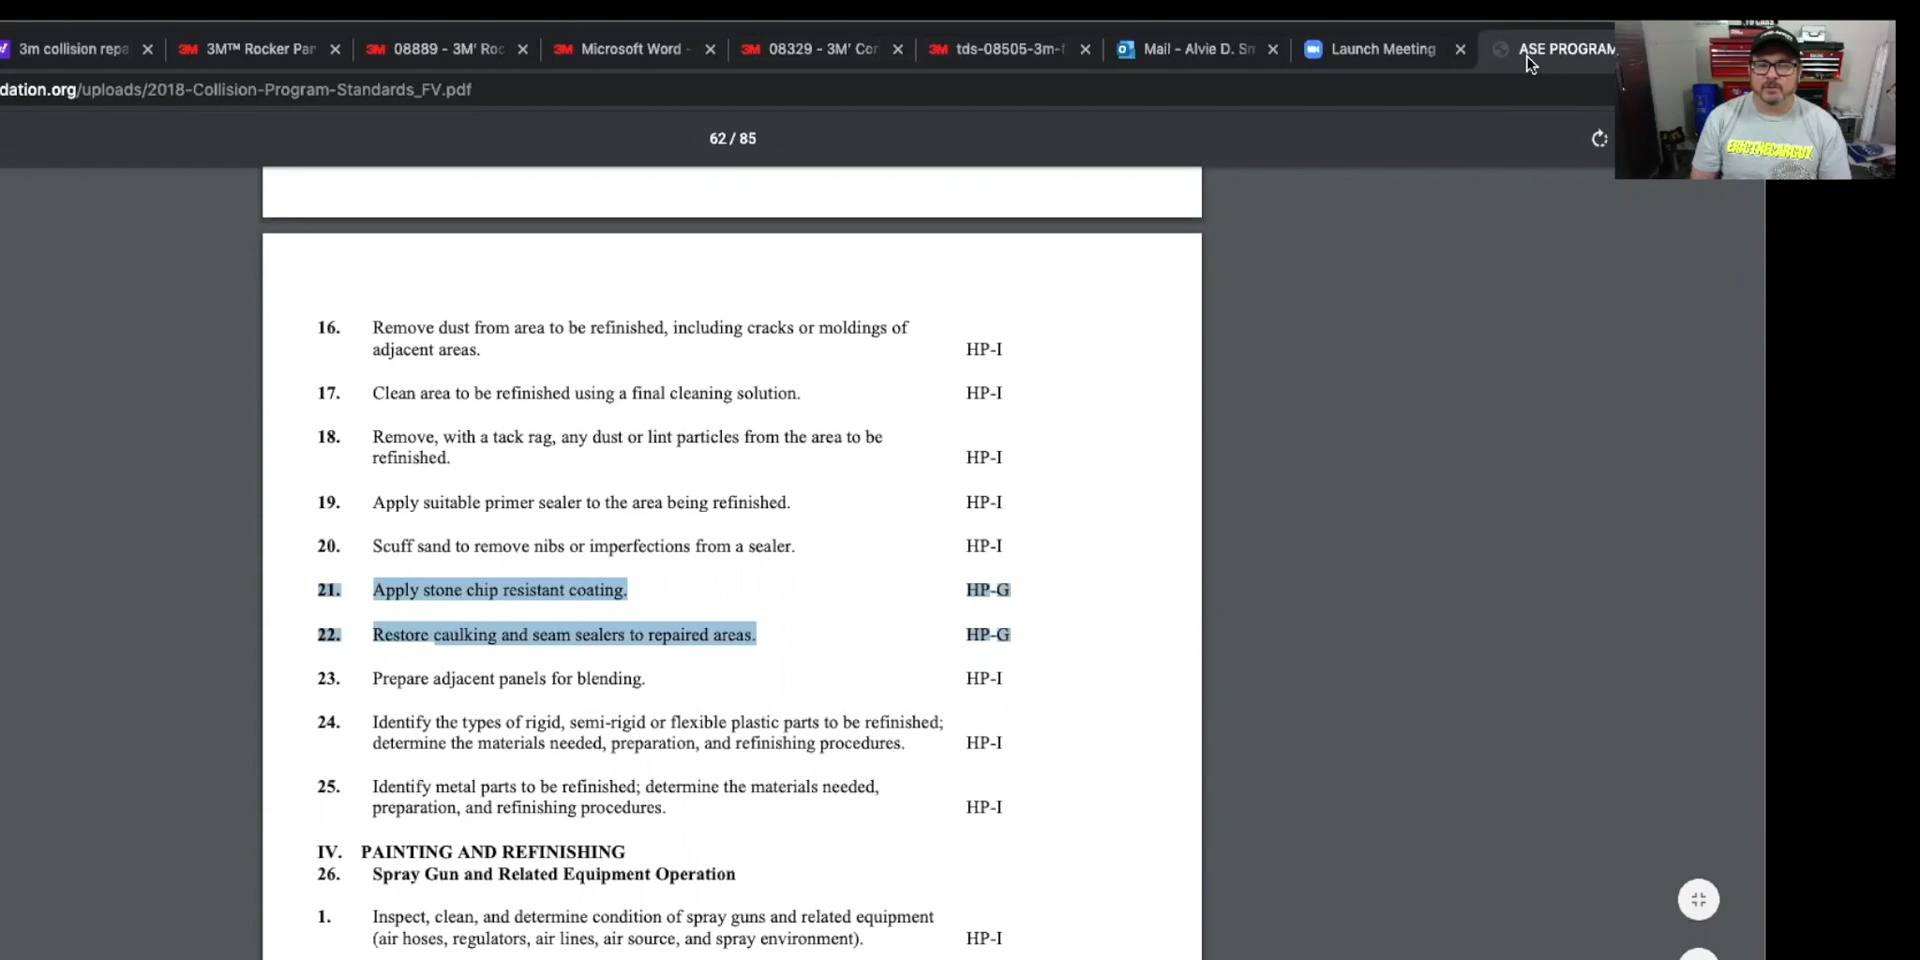 3m collision repa
3M™ Rocker Par
08889 - 3M' Roc
Microsoft Word -
08329 - 3M' Cor
tds-08505-3m-f
Mail - Alvie D. Sm
Launch Meeting
ASE PROGRAM
dation.org/uploads/2018-Collision-Program-Standards_FV.pdf
62 / 85
ERICTHECARGUY
16. Remove dust from area to be refinished, including cracks or moldings of
adjacent areas. HP-I
17. Clean area to be refinished using a final cleaning solution. HP-I
18. Remove, with a tack rag, any dust or lint particles from the area to be
refinished. HP-I
19. Apply suitable primer sealer to the area being refinished. HP-I
20. Scuff sand to remove nibs or imperfections from a sealer. HP-I
21. Apply stone chip resistant coating. HP-G
22. Restore caulking and seam sealers to repaired areas. HP-G
23. Prepare adjacent panels for blending. HP-I
24. Identify the types of rigid, semi-rigid or flexible plastic parts to be refinished;
determine the materials needed, preparation, and refinishing procedures. HP-I
25. Identify metal parts to be refinished; determine the materials needed,
preparation, and refinishing procedures. HP-I
IV. PAINTING AND REFINISHING
26. Spray Gun and Related Equipment Operation
1. Inspect, clean, and determine condition of spray guns and related equipment
(air hoses, regulators, air lines, air source, and spray environment). HP-I